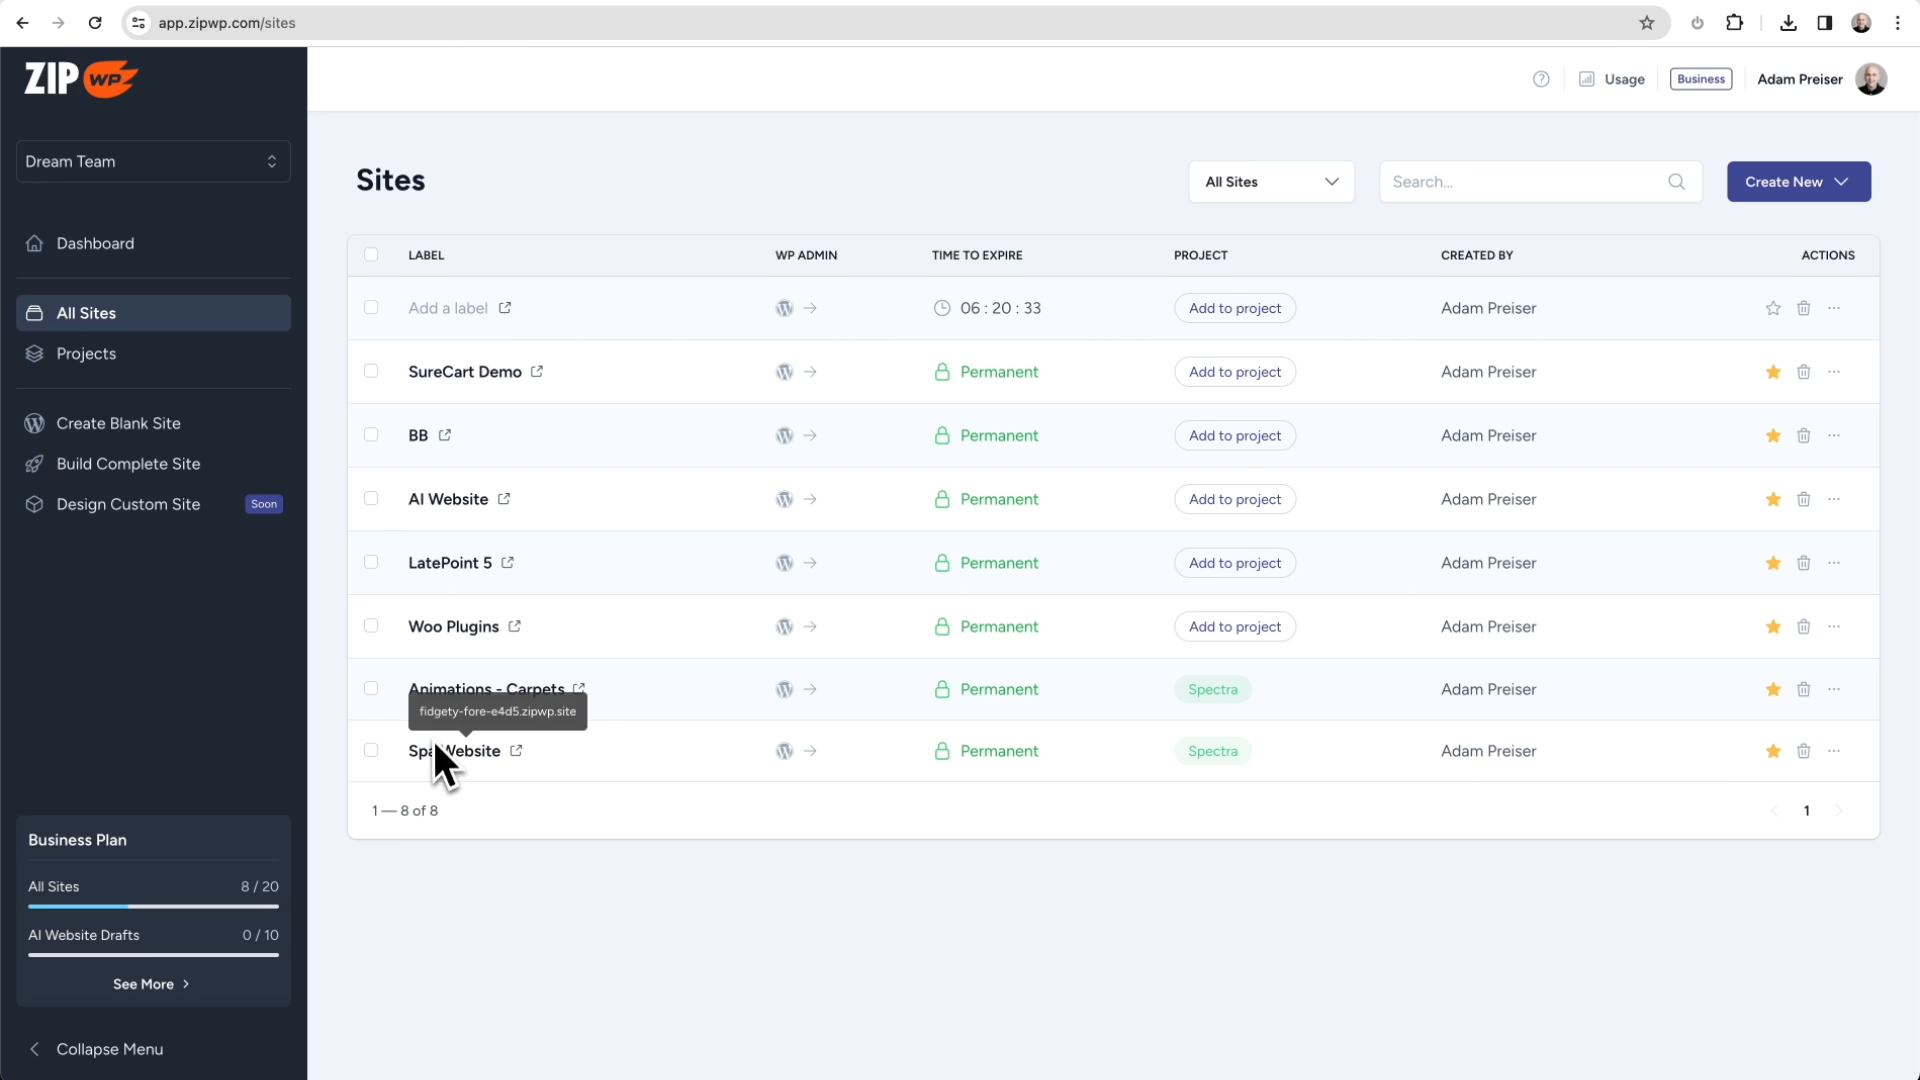 app.zipwp.com/sites
ZIP WP
Usage
Business
Adam Preiser
Dream Team
Dashboard
All Sites
Projects
Create Blank Site
Build Complete Site
Design Custom Site Soon
Business Plan
All Sites 8 / 20
AI Website Drafts 0 / 10
See More
Collapse Menu
Sites
All Sites
Search...
Create New
LABEL WP ADMIN TIME TO EXPIRE PROJECT CREATED BY ACTIONS
Add a label 06 : 20 : 33 Add to project Adam Preiser
SureCart Demo Permanent Add to project Adam Preiser
BB Permanent Add to project Adam Preiser
AI Website Permanent Add to project Adam Preiser
LatePoint 5 Permanent Add to project Adam Preiser
Woo Plugins Permanent Add to project Adam Preiser
Animations - Carpets Permanent Spectra Adam Preiser
fidgety-fore-e4d5.zipwp.site
Spa Website Permanent Spectra Adam Preiser
1 — 8 of 8
1